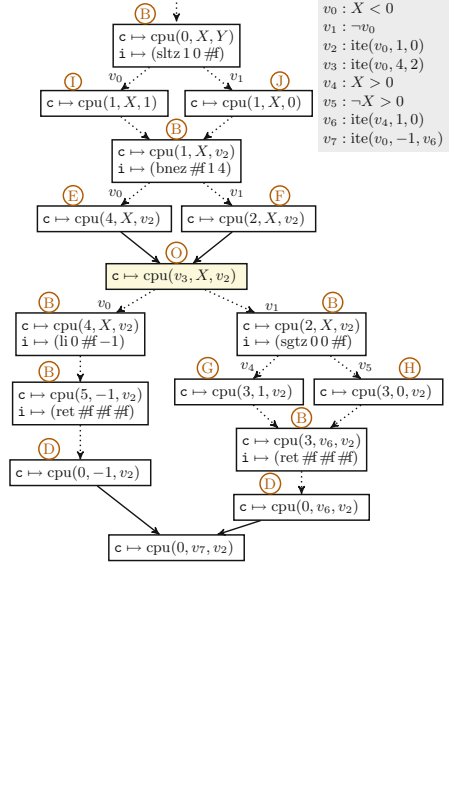 B
c ↦ cpu(0, X, Y)
i ↦ (sltz 1 0 #f)
v₀ : X < 0
v₁ : ¬v₀
v₂ : ite(v₀, 1, 0)
v₃ : ite(v₀, 4, 2)
v₄ : X > 0
v₅ : ¬X > 0
v₆ : ite(v₄, 1, 0)
v₇ : ite(v₀, −1, v₆)
v₀ v₁
I J
c ↦ cpu(1, X, 1) c ↦ cpu(1, X, 0)
B
c ↦ cpu(1, X, v₂)
i ↦ (bnez #f 1 4)
v₀ v₁
E F
c ↦ cpu(4, X, v₂) c ↦ cpu(2, X, v₂)
O
c ↦ cpu(v₃, X, v₂)
v₀ v₁
B B
c ↦ cpu(4, X, v₂) c ↦ cpu(2, X, v₂)
i ↦ (li 0 #f −1) i ↦ (sgtz 0 0 #f)
v₄ v₅
B G H
c ↦ cpu(5, −1, v₂) c ↦ cpu(3, 1, v₂) c ↦ cpu(3, 0, v₂)
i ↦ (ret #f #f #f)
B
c ↦ cpu(3, v₆, v₂)
i ↦ (ret #f #f #f)
D
c ↦ cpu(0, −1, v₂)
D
c ↦ cpu(0, v₆, v₂)
c ↦ cpu(0, v₇, v₂)